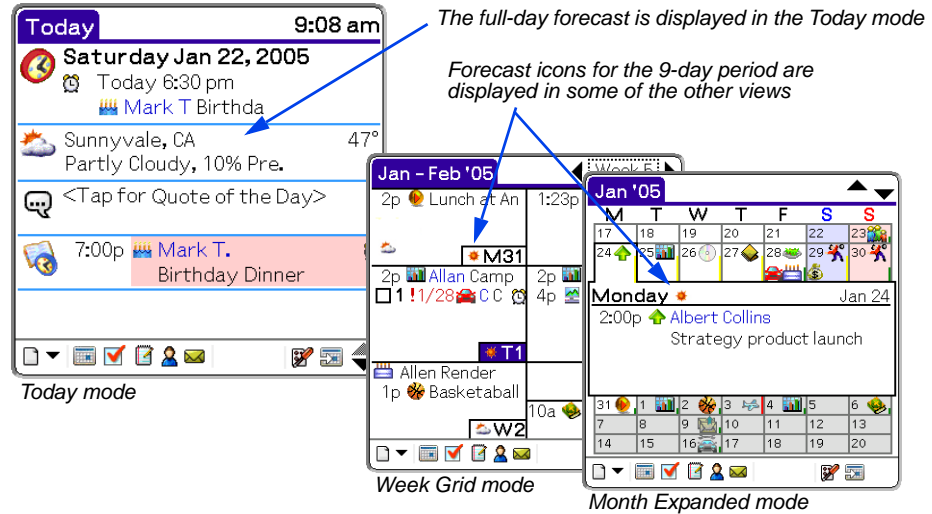 The full-day forecast is displayed in the Today mode
Forecast icons for the 9-day period are
displayed in some of the other views
Today 9:08 am
Saturday Jan 22, 2005
Today 6:30 pm
Mark T Birthda
Sunnyvale, CA 47°
Partly Cloudy, 10% Pre.
<Tap for Quote of the Day>
7:00p Mark T.
Birthday Dinner
Today mode
Jan - Feb '05 Week 5
2p Lunch at An 1:23p
M31
2p Allan Camp 2p
1 !1/28 C C 4p
T1
Allen Render
1p Basketaball
10a
W2
Week Grid mode
Jan '05
M T W T F S S
17 18 19 20 21 22 23
24 25 26 27 28 29 30
Monday Jan 24
2:00p Albert Collins
Strategy product launch
31 1 2 3 4 5 6
7 8 9 10 11 12 13
14 15 16 17 18 19 20
Month Expanded mode